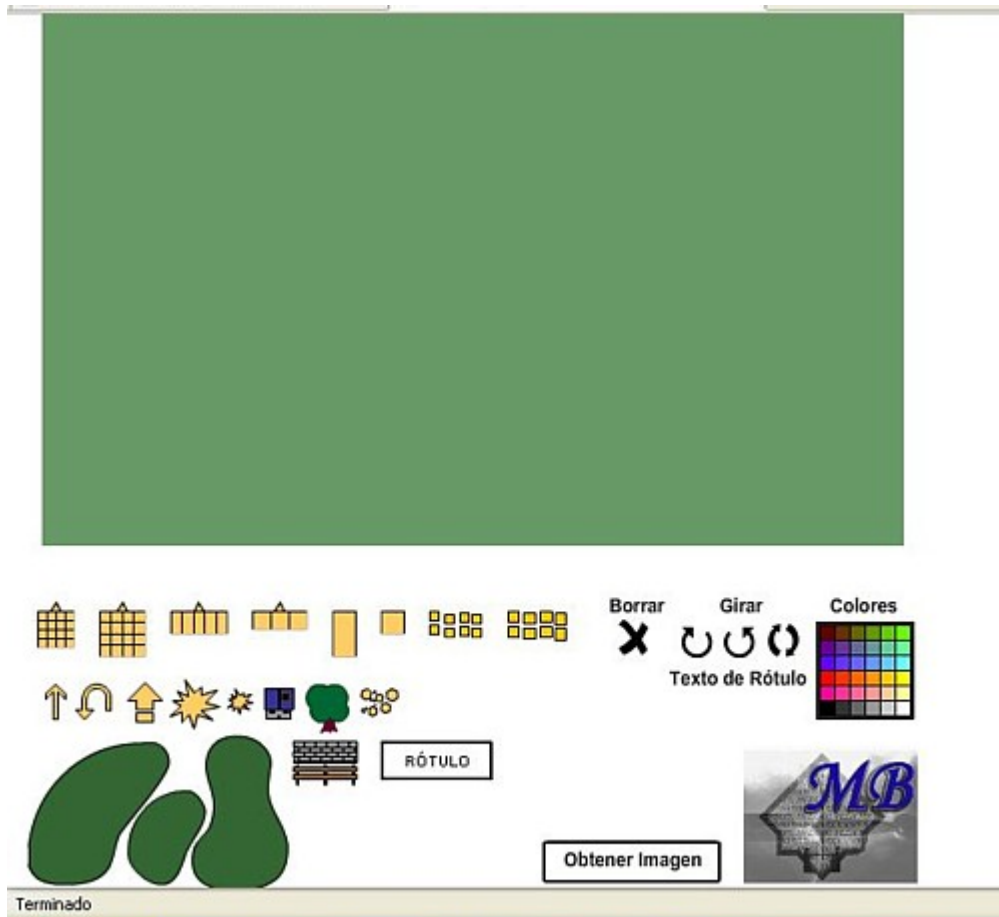 Borrar Girar Colores
Texto de Rótulo
RÓTULO
MB
Obtener Imagen
Terminado